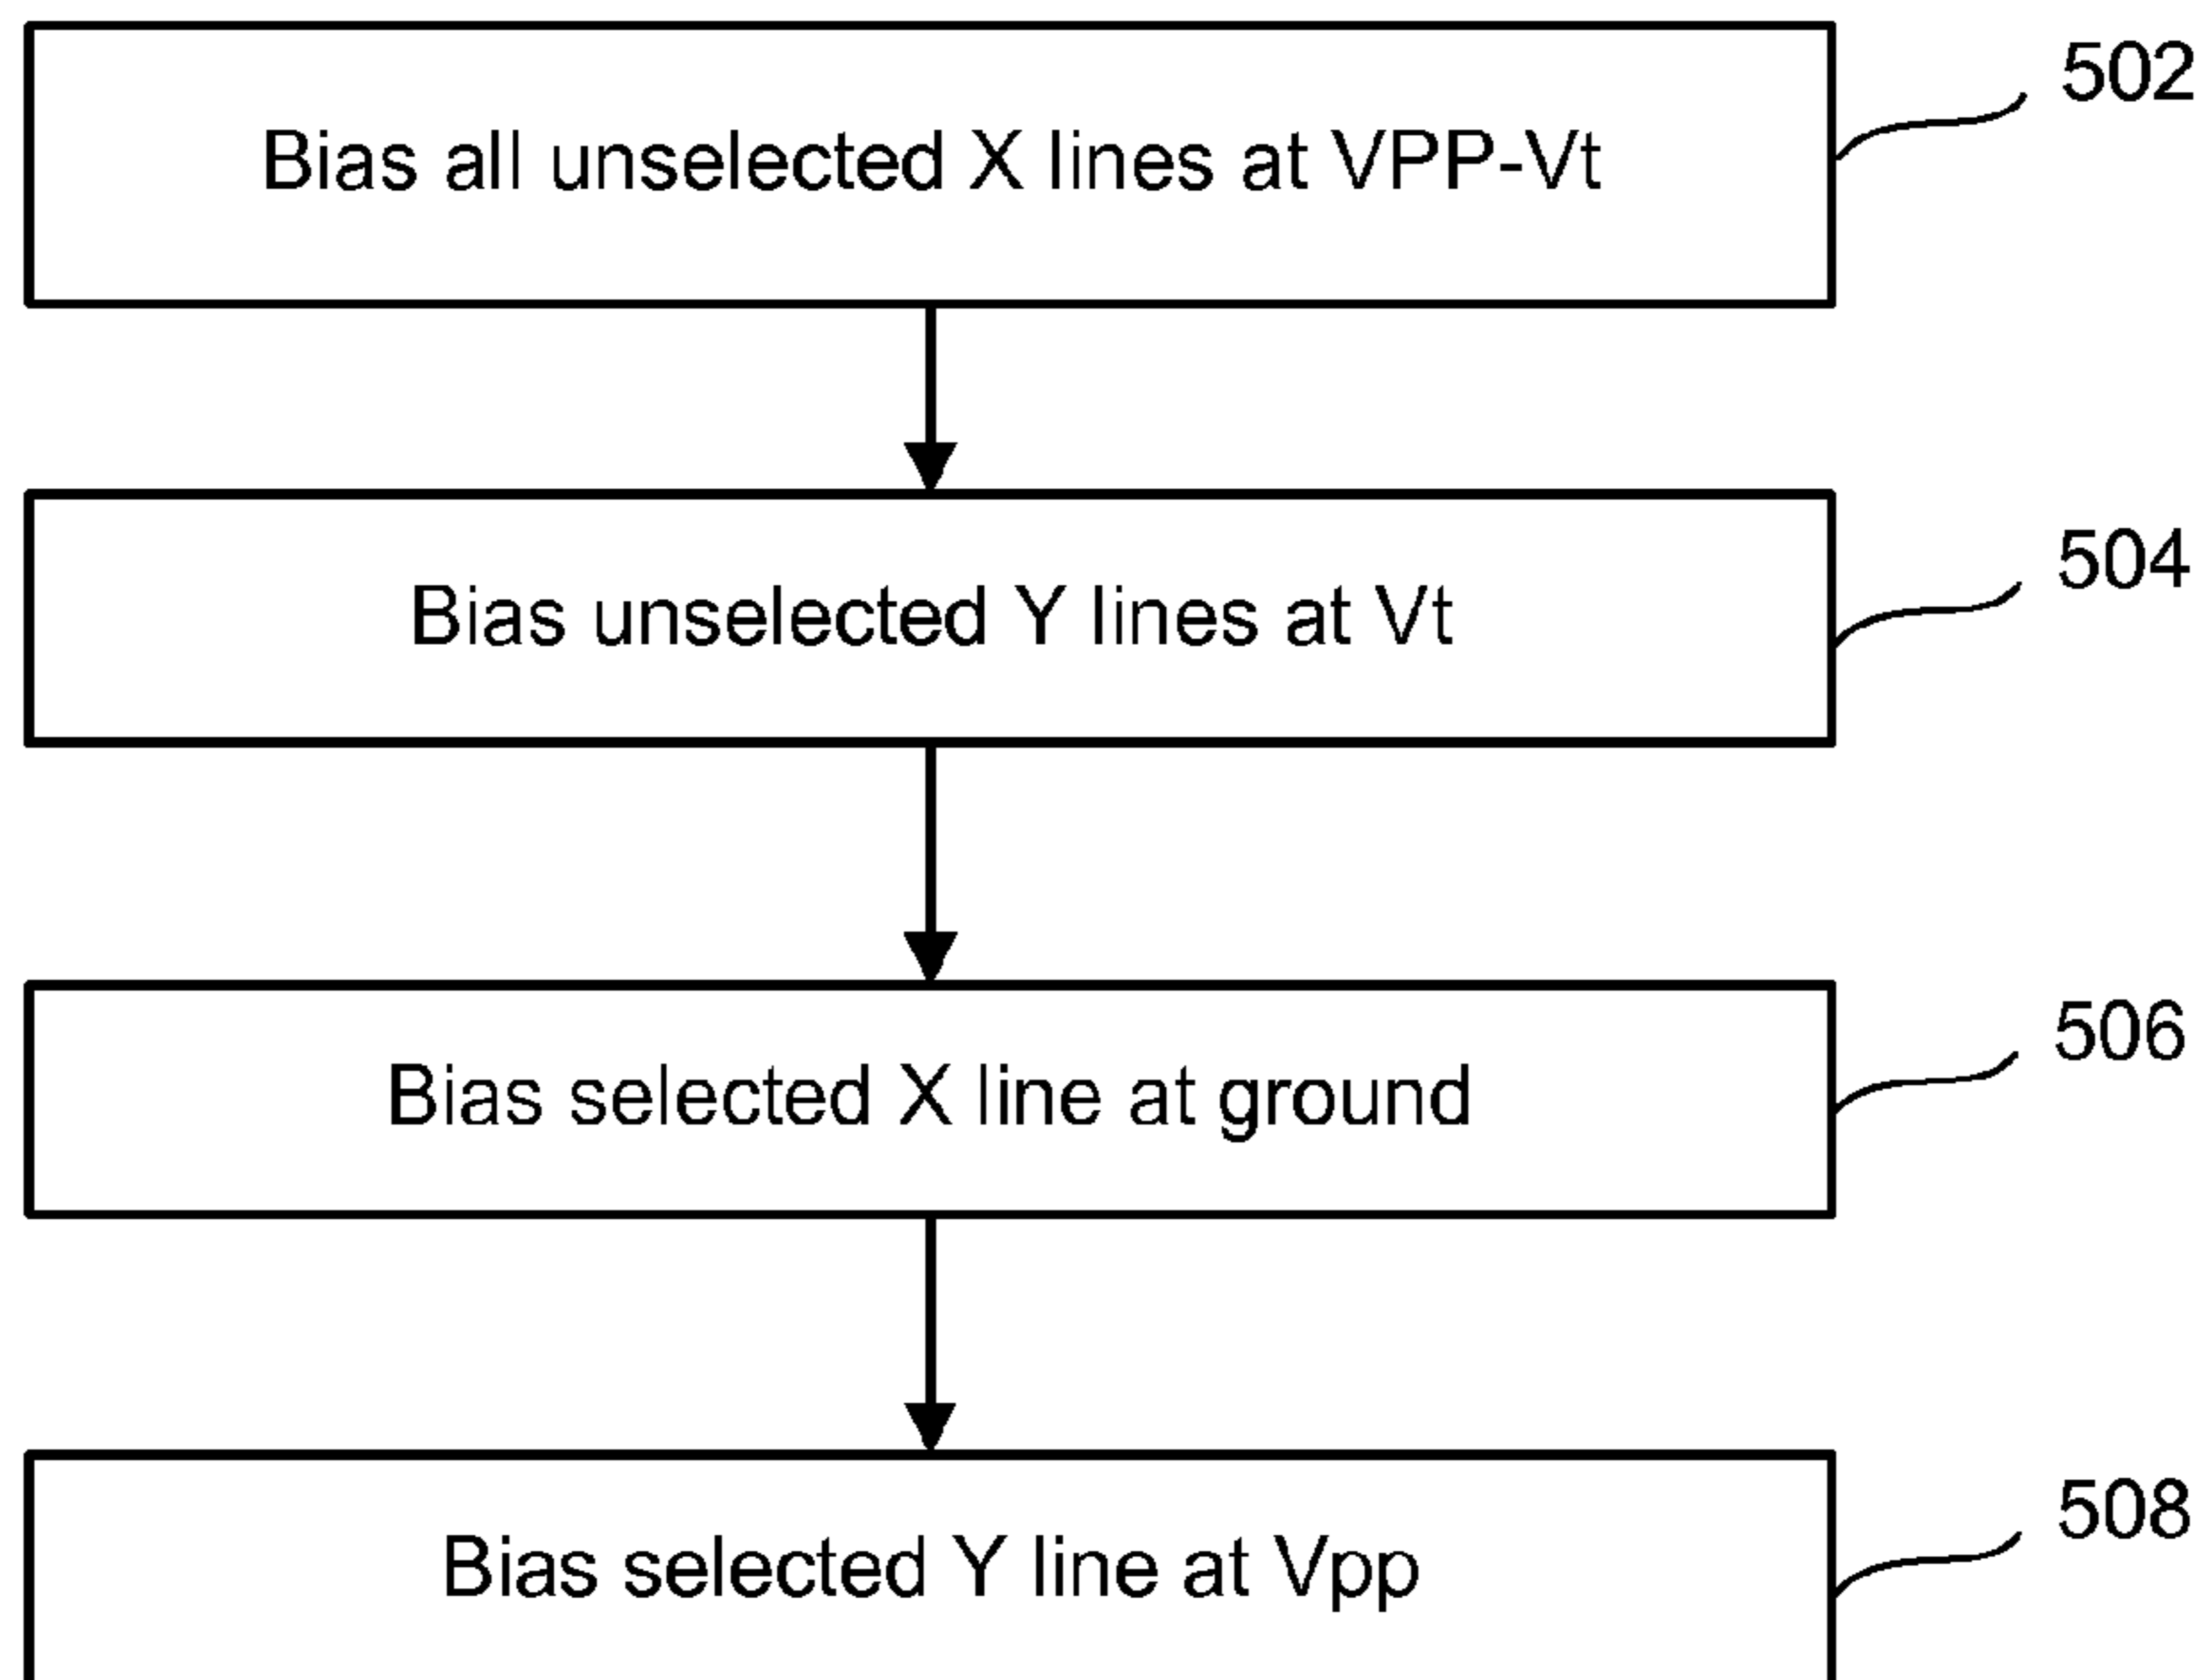 502
Bias all unselected X lines at VPP-Vt
504
Bias unselected Y lines at Vt
506
Bias selected X line at ground
508
Bias selected Y line at Vpp